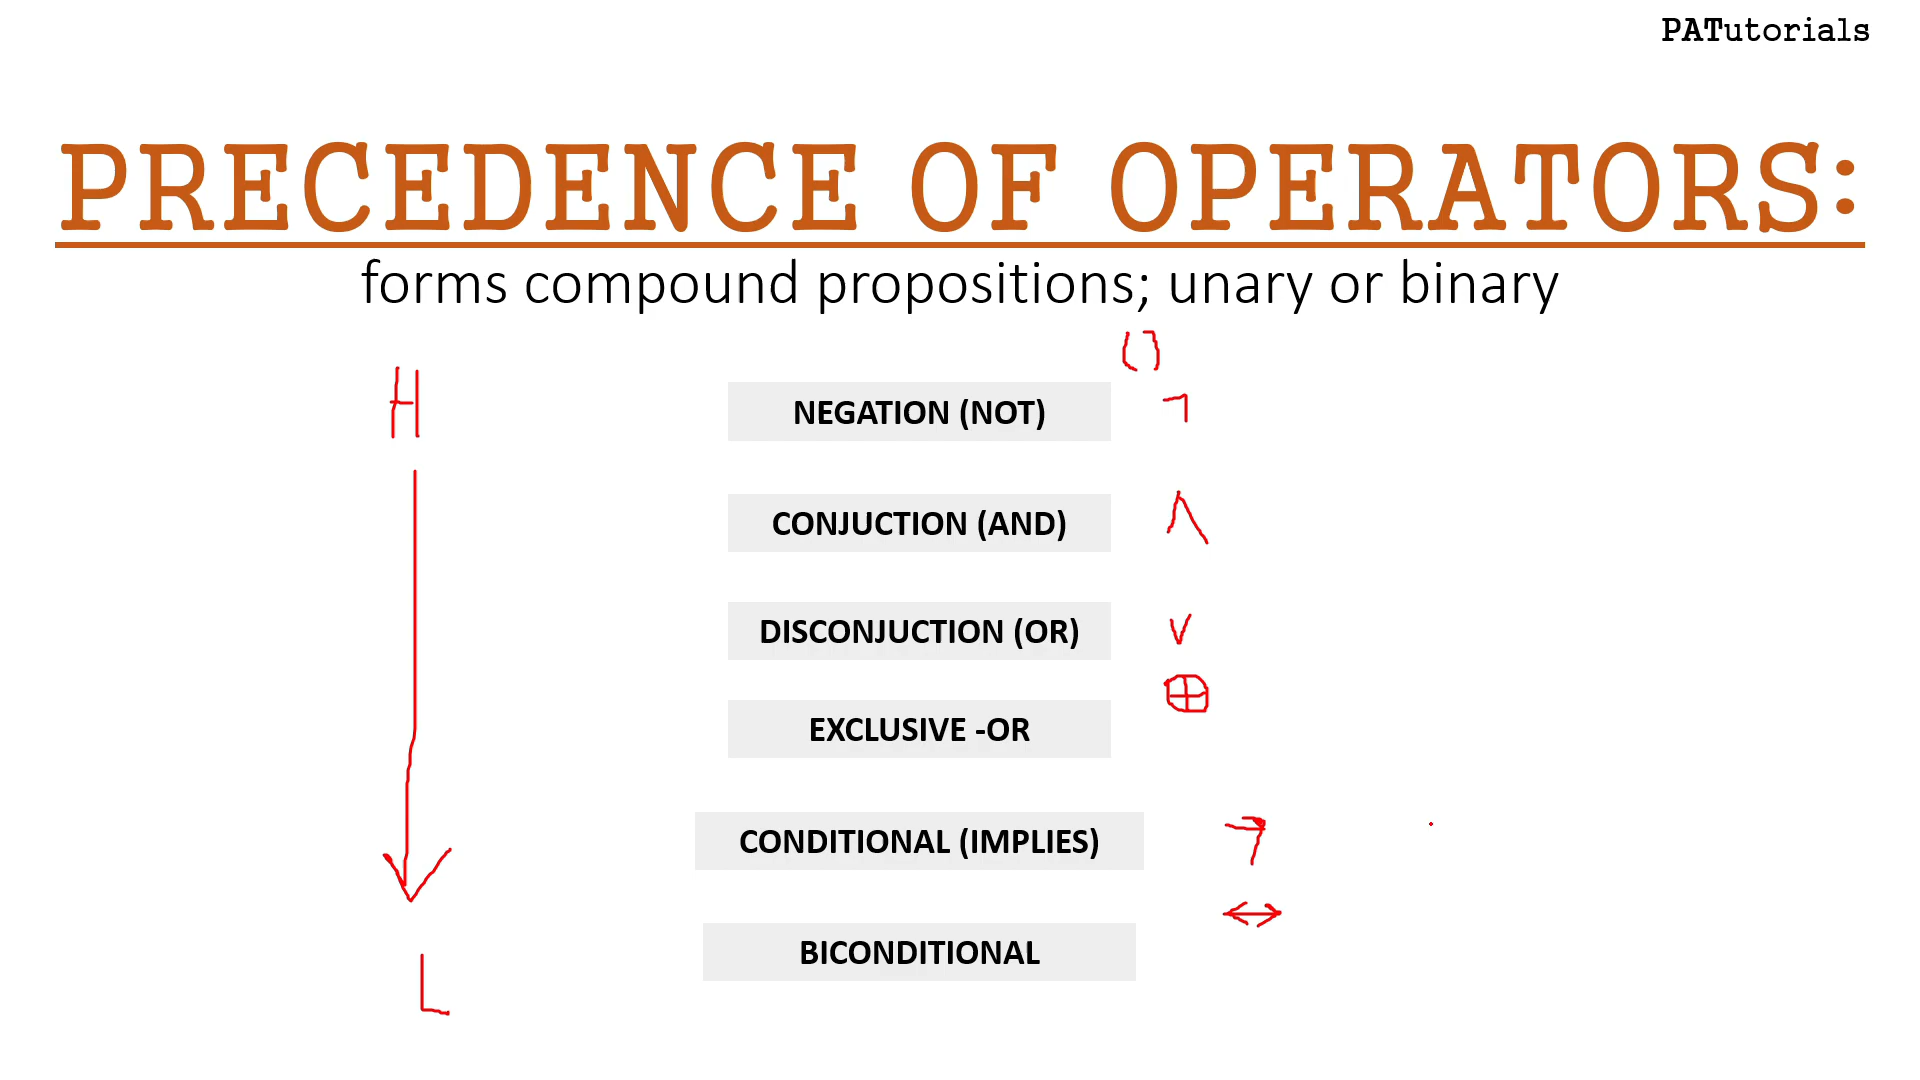 PATutorials
PRECEDENCE OF OPERATORS:
forms compound propositions; unary or binary
H
()
NEGATION (NOT) ¬
CONJUCTION (AND) ∧
DISCONJUCTION (OR) ∨
⊕
EXCLUSIVE -OR
CONDITIONAL (IMPLIES) →
↔
BICONDITIONAL
L